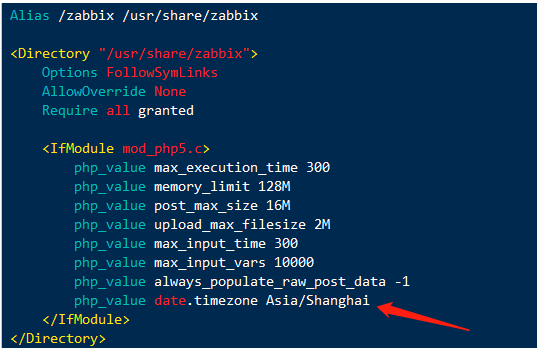 Alias /zabbix /usr/share/zabbix
<Directory "/usr/share/zabbix">
Options FollowSymLinks
AllowOverride None
Require all granted
<IfModule mod_php5.c>
php_value max_execution_time 300
php_value memory_limit 128M
php_value post_max_size 16M
php_value upload_max_filesize 2M
php_value max_input_time 300
php_value max_input_vars 10000
php_value always_populate_raw_post_data -1
php_value date.timezone Asia/Shanghai
</IfModule>
</Directory>